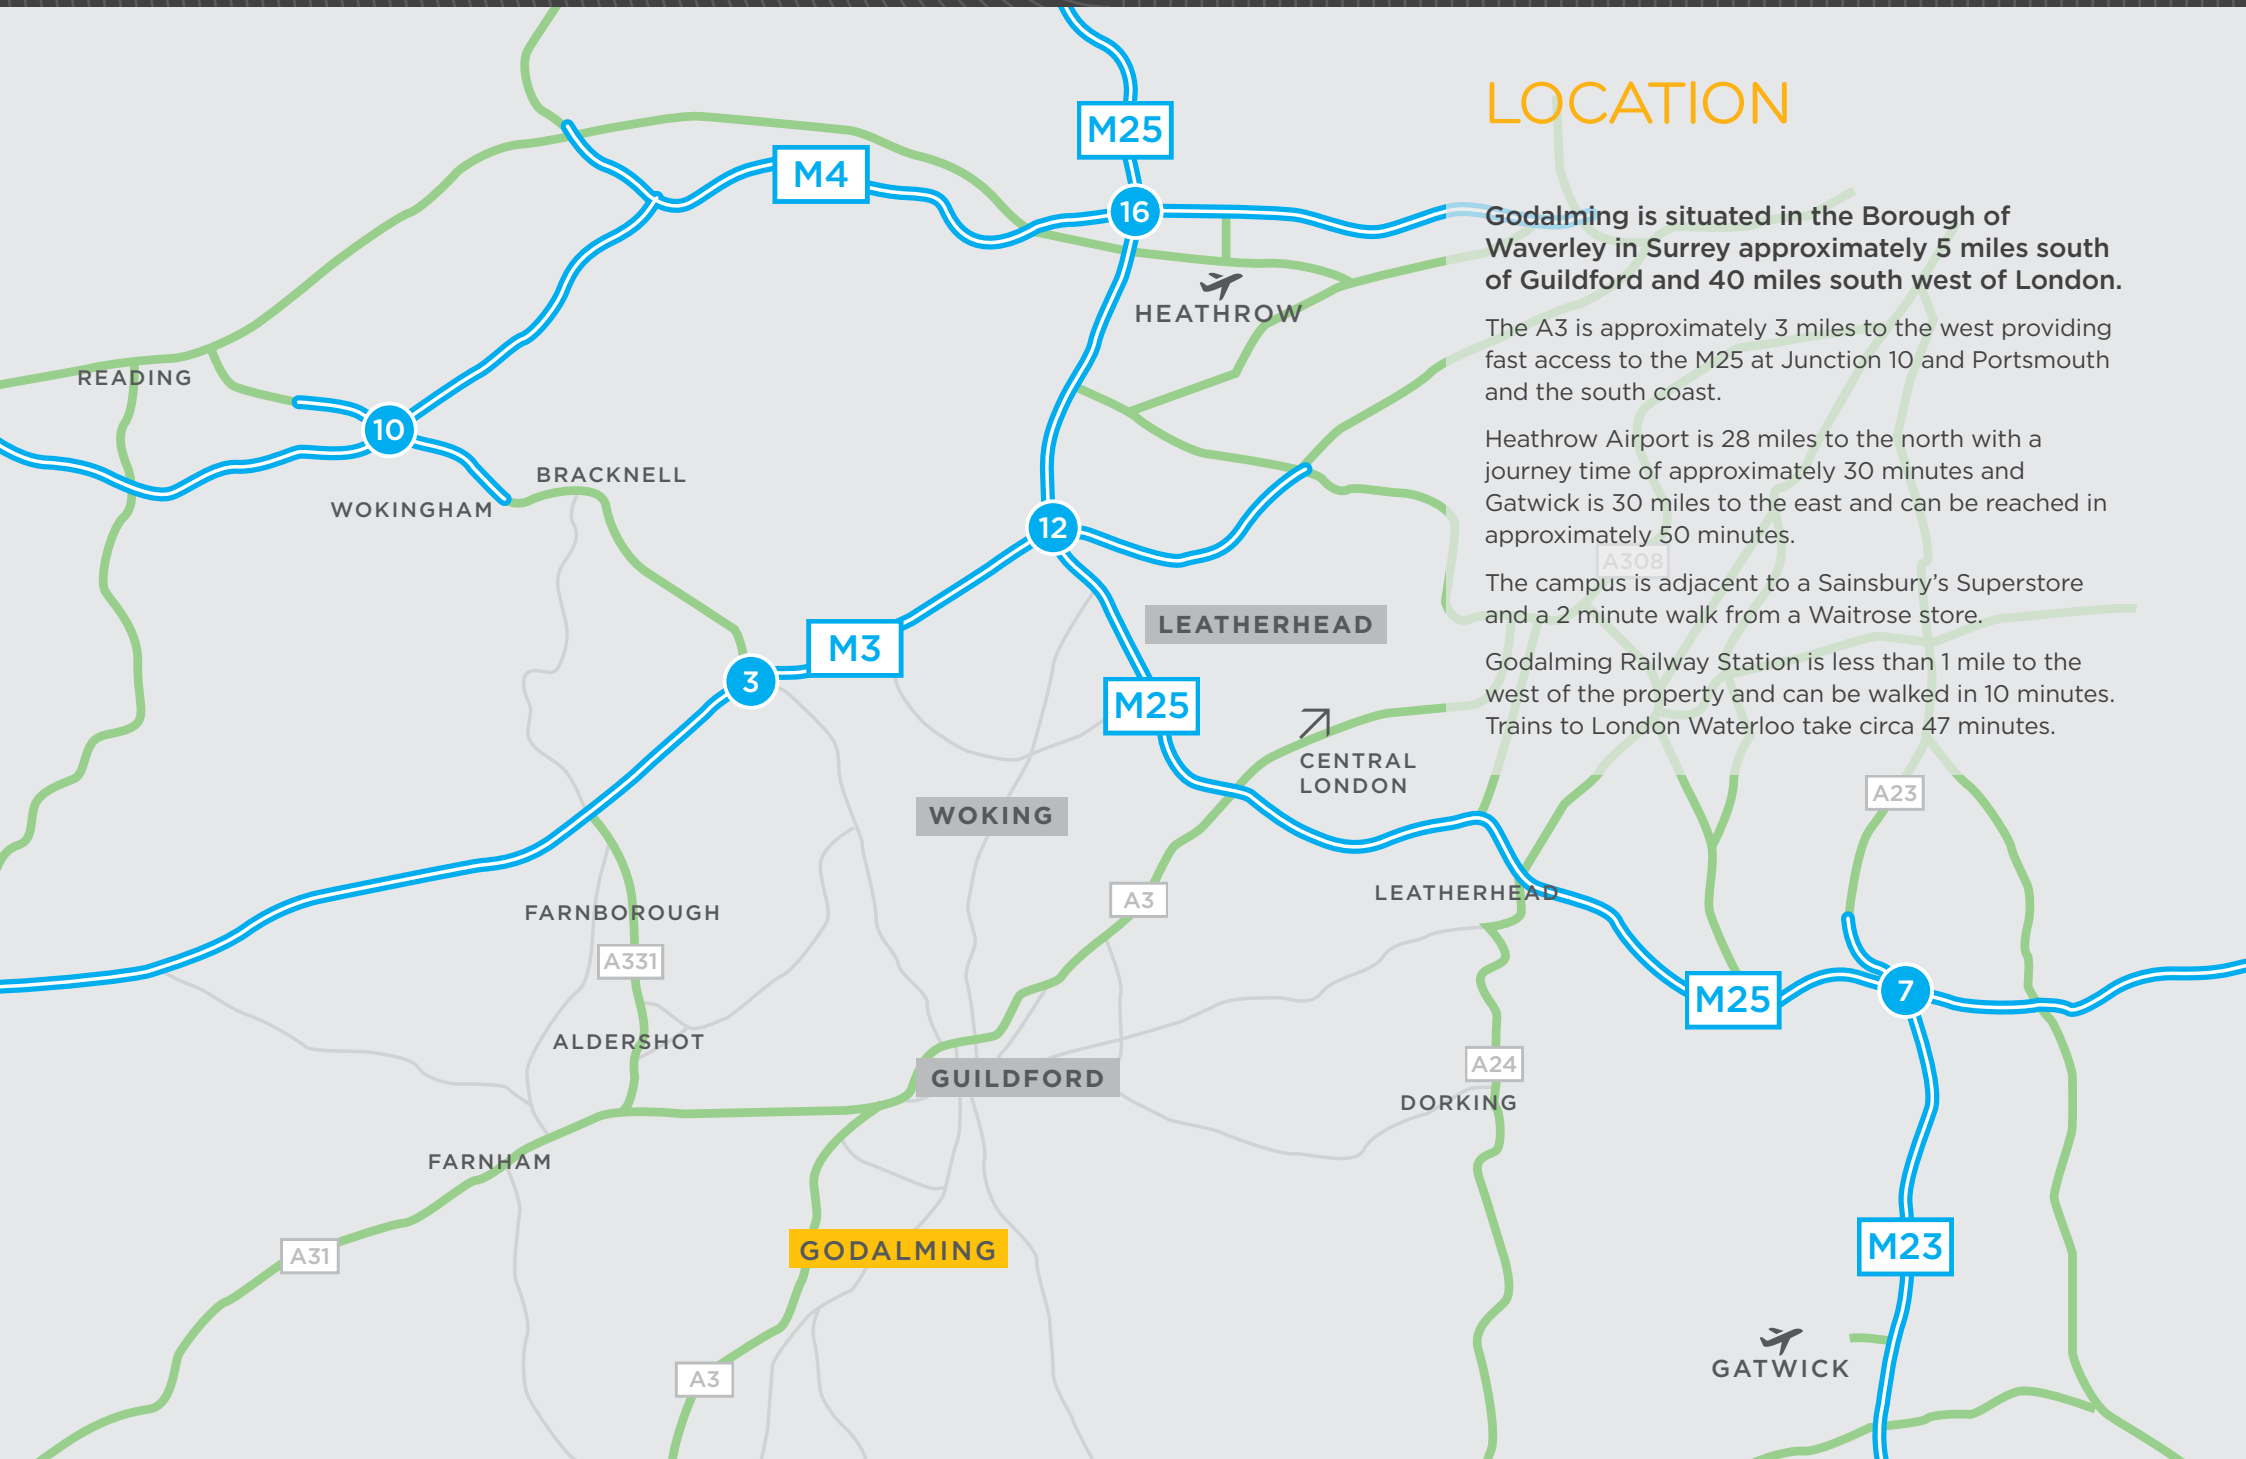 LOCATION
Godalming is situated in the Borough of
Waverley in Surrey approximately 5 miles south
of Guildford and 40 miles south west of London.
The A3 is approximately 3 miles to the west providing
fast access to the M25 at Junction 10 and Portsmouth
and the south coast.
Heathrow Airport is 28 miles to the north with a
journey time of approximately 30 minutes and
Gatwick is 30 miles to the east and can be reached in
approximately 50 minutes.
The campus is adjacent to a Sainsbury’s Superstore
and a 2 minute walk from a Waitrose store.
Godalming Railway Station is less than 1 mile to the
west of the property and can be walked in 10 minutes.
Trains to London Waterloo take circa 47 minutes.
M25
M4
16
HEATHROW
READING
10
BRACKNELL
WOKINGHAM
12
A308
LEATHERHEAD
M3
3
M25
CENTRAL
LONDON
A23
WOKING
LEATHERHEAD
A3
FARNBOROUGH
A331
7
M25
ALDERSHOT
A24
GUILDFORD
DORKING
FARNHAM
M23
GODALMING
A31
GATWICK
A3